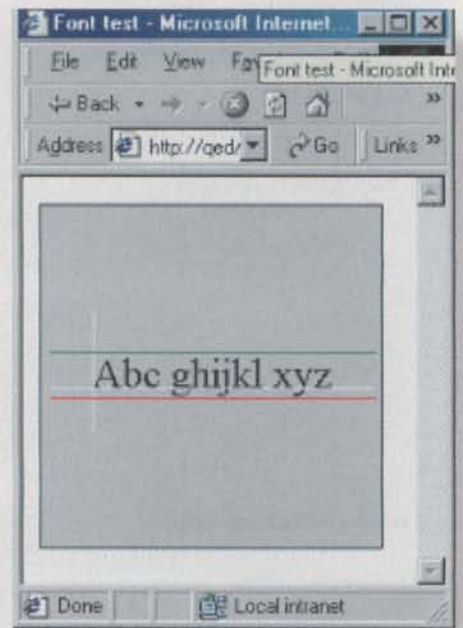 Font test - Microsoft Internet...
File Edit View
Font test - Microsoft Inte
Back
Address http://qed/ Go Links
Abc ghijkl xyz
Done Local intranet